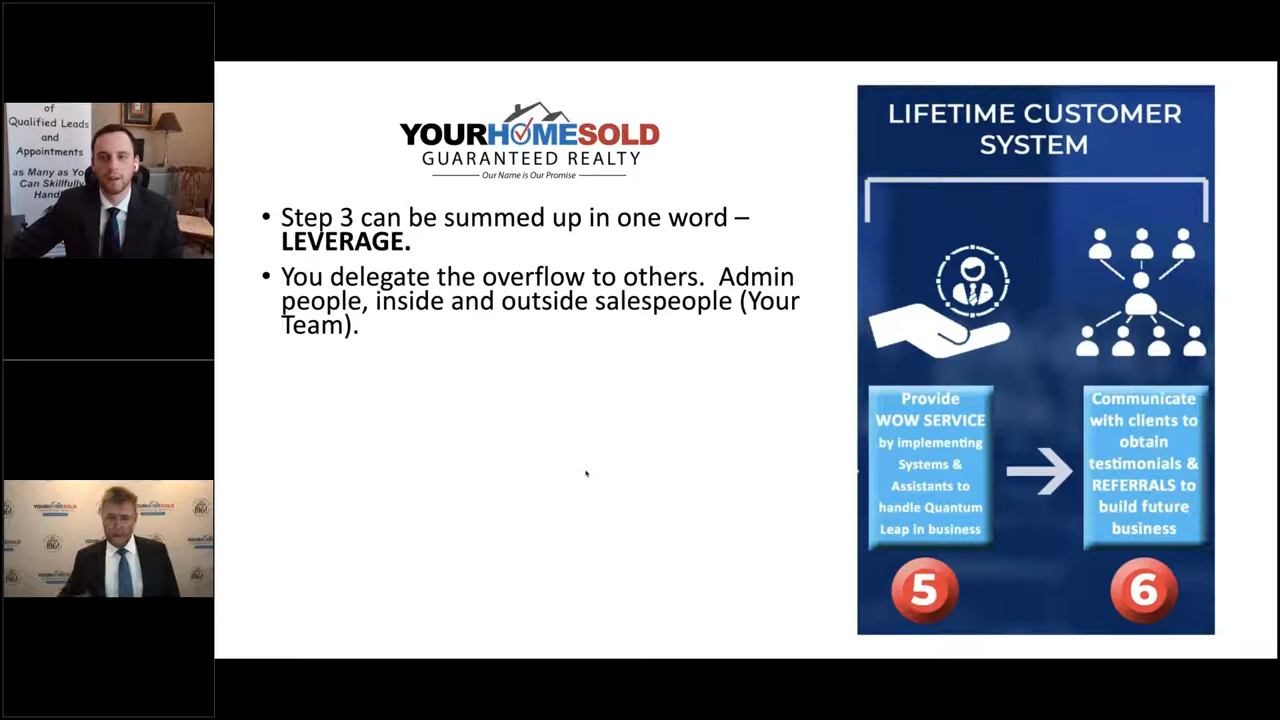 of
Qualified Leads
and
Appointments
as Many as You
Can Skillfully
YOURHOMESOLD
GUARANTEED REALTY
Our Name is Our Promise
• Step 3 can be summed up in one word –
LEVERAGE.
• You delegate the overflow to others.  Admin
people, inside and outside salespeople (Your
Team).
LIFETIME CUSTOMER
SYSTEM
Provide
WOW SERVICE
by implementing
Systems &
Assistants to
handle Quantum
Leap in business
5
Communicate
with clients to
obtain
testimonials &
REFERRALS to
build future
business
6
YOURHOMESOLD